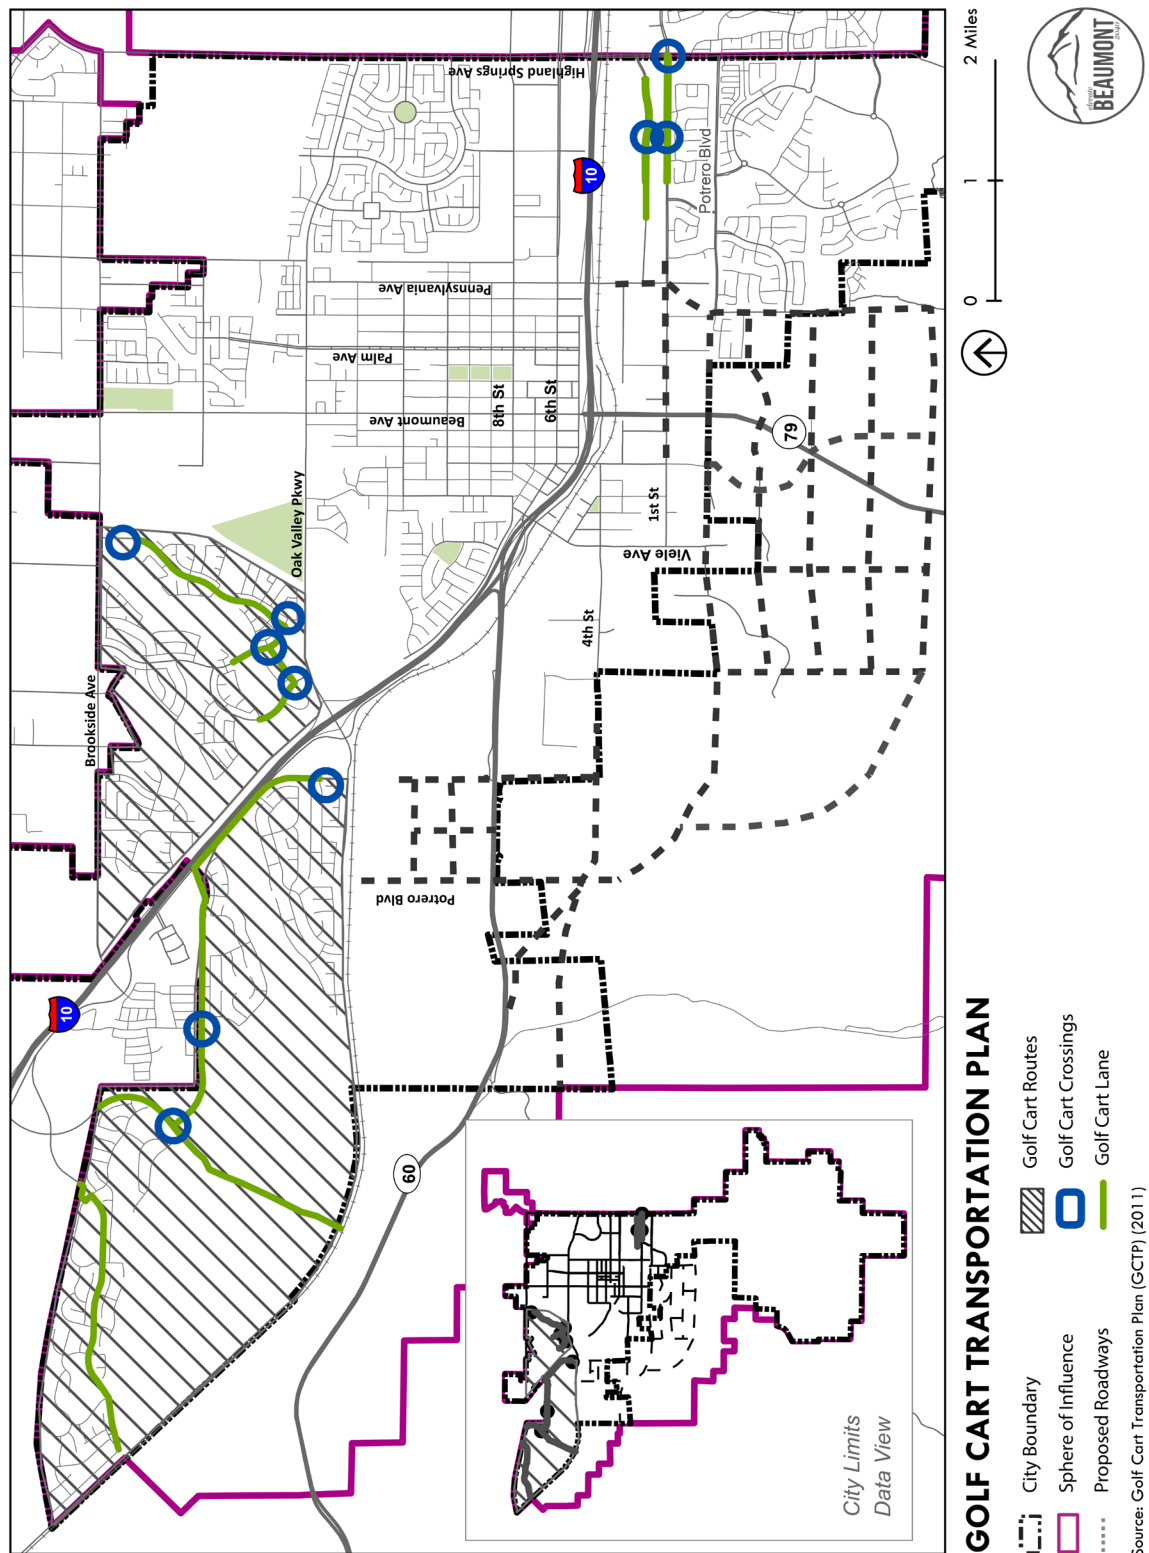 Highland Springs Ave
Potrero Blvd
10
Pennsylvania Ave
Palm Ave
Beaumont Ave
8th St
6th St
79
Oak Valley Pkwy
1st St
Viele Ave
4th St
Brookside Ave
Potrero Blvd
10
60
City Limits
Data View
GOLF CART TRANSPORTATION PLAN
City Boundary
Sphere of Influence
Proposed Roadways
Golf Cart Routes
Golf Cart Crossings
Golf Cart Lane
Source: Golf Cart Transportation Plan (GCTP) (2011)
0 1 2 Miles
elevate
BEAUMONT
2040